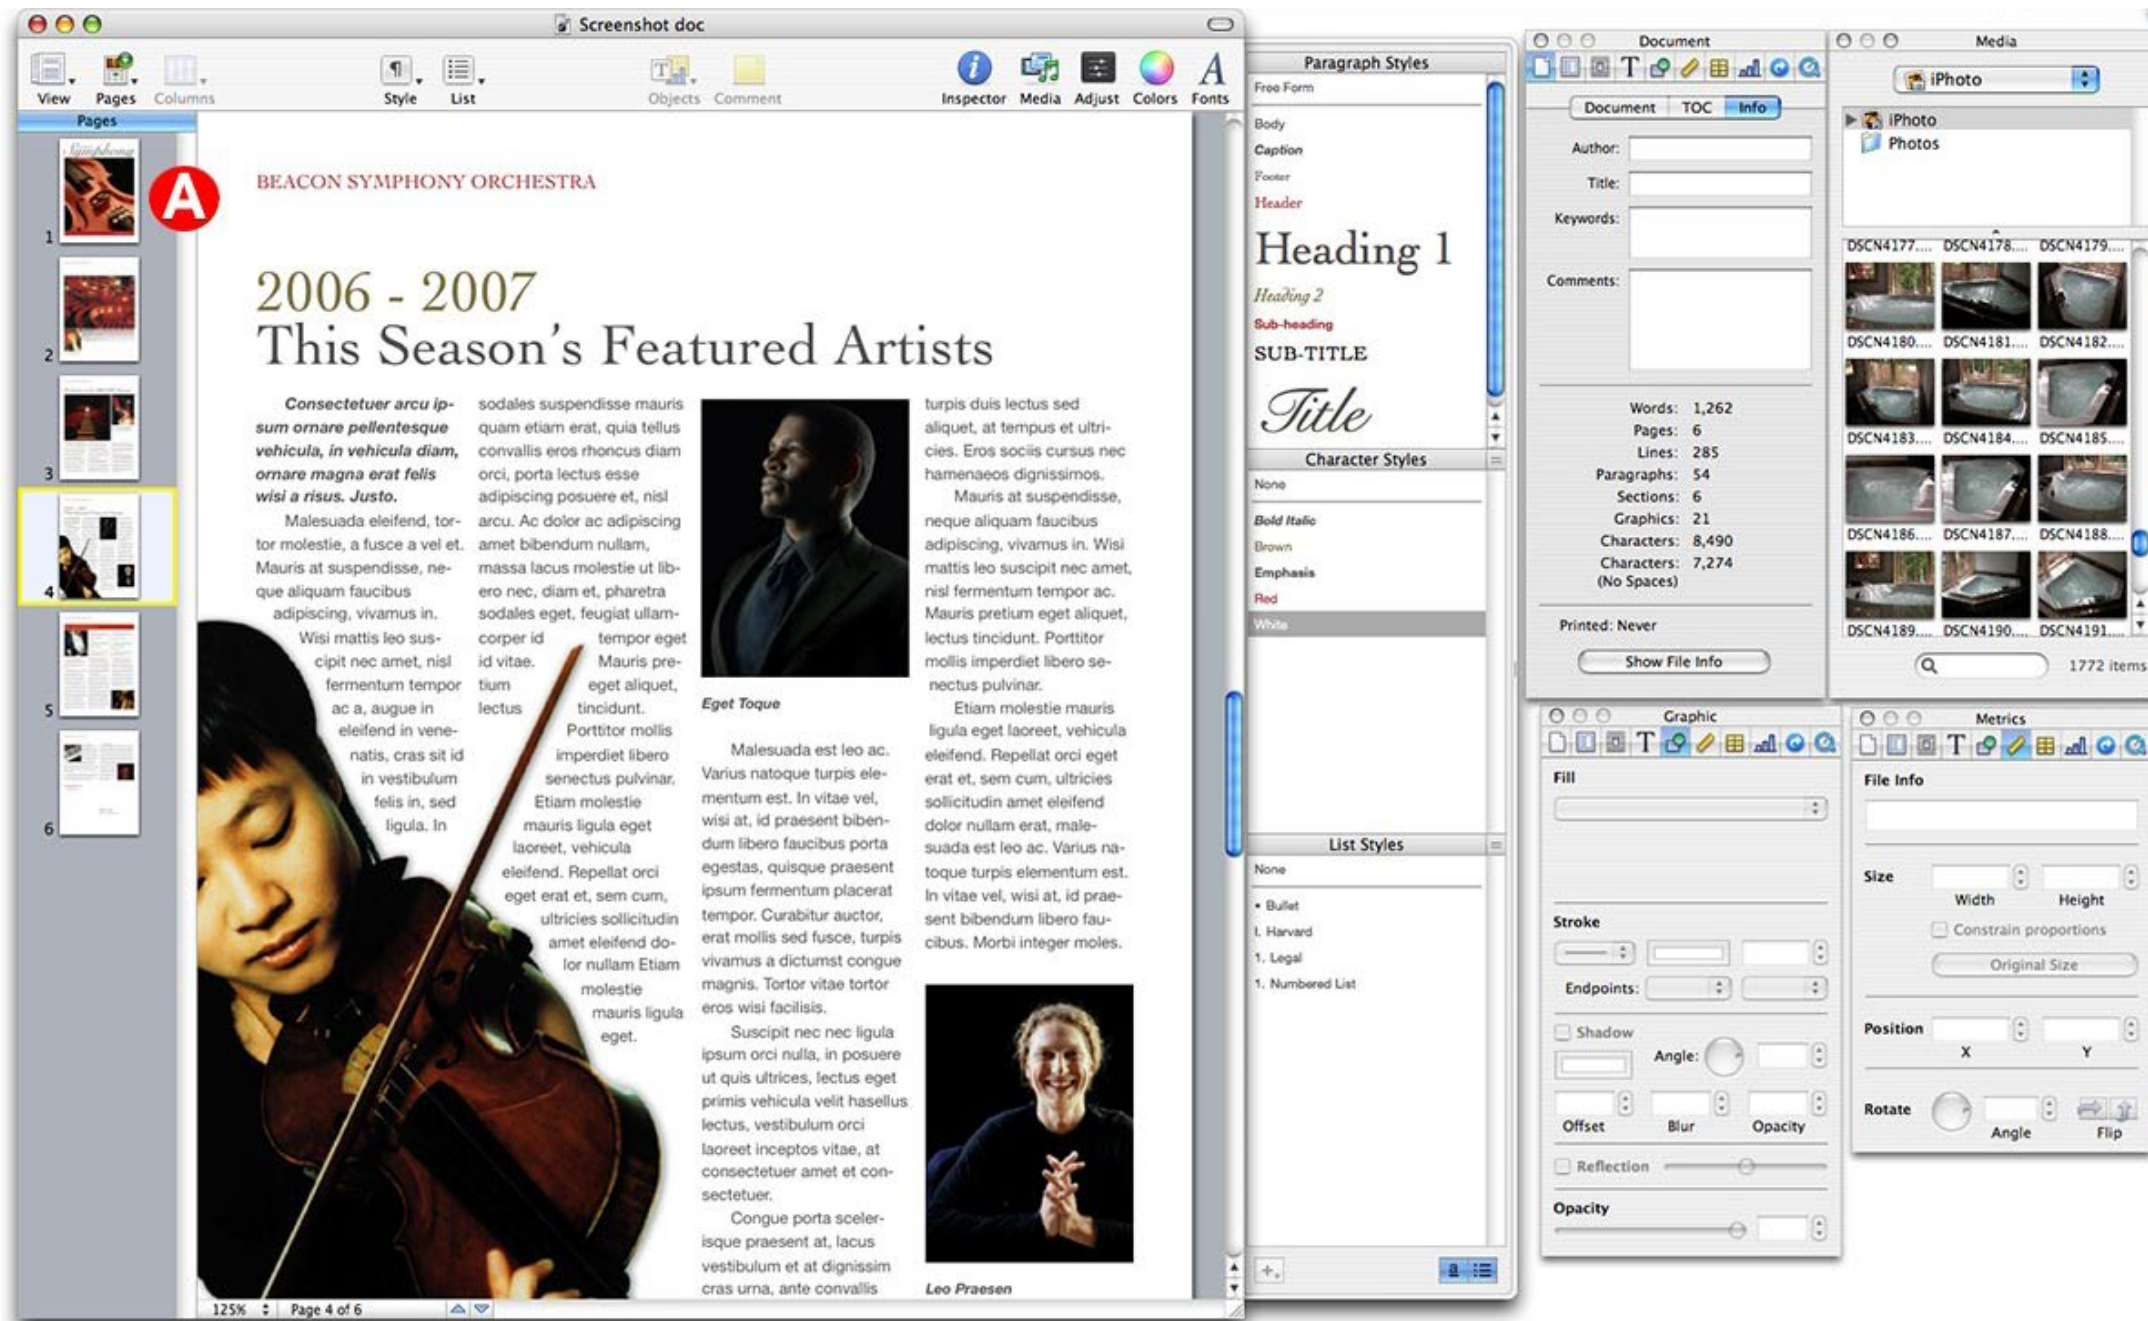 Screenshot doc
View Pages Columns Style List Objects Comment Inspector Media Adjust Colors Fonts
Pages
1
2
3
4
5
6
A
BEACON SYMPHONY ORCHESTRA
2006 - 2007
This Season's Featured Artists
Consectetuer arcu ip-
sum ornare pellentesque
vehicula, in vehicula diam,
ornare magna erat felis
wisi a risus. Justo.
Malesuada eleifend, tor-
tor molestie, a fusce a vel et.
Mauris at suspendisse, ne-
que aliquam faucibus
adipiscing, vivamus in.
Wisi mattis leo sus-
cipit nec amet, nisl
fermentum tempor
ac a, augue in
eleifend in vene-
natis, cras sit id
in vestibulum
felis in, sed
ligula. In
sodales suspendisse mauris
quam etiam erat, quia tellus
convallis eros rhoncus diam
orci, porta lectus esse
adipiscing posuere et, nisl
arcu. Ac dolor ac adipiscing
amet bibendum nullam,
massa lacus molestie ut lib-
ero nec, diam et, pharetra
sodales eget, feugiat ullam-
corper id tempor eget
id vitae. Mauris pre-
tium eget aliquet,
lectus tincidunt.
Porttitor mollis
imperdiet libero
senectus pulvinar.
Etiam molestie
mauris ligula eget
laoreet, vehicula
eleifend. Repellat orci
eget erat et, sem cum,
ultricies sollicitudin
amet eleifend do-
lor nullam Etiam
molestie
mauris ligula
eget.
Eget Toque
Malesuada est leo ac.
Varius natoque turpis ele-
mentum est. In vitae vel,
wisi at, id praesent biben-
dum libero faucibus porta
egestas, quisque praesent
ipsum fermentum placerat
tempor. Curabitur auctor,
erat mollis sed fusce, turpis
vivamus a dictumst congue
magnis. Tortor vitae tortor
eros wisi facilisis.
Suscipit nec nec ligula
ipsum orci nulla, in posuere
ut quis ultrices, lectus eget
primis vehicula velit hasellus
lectus, vestibulum orci
laoreet inceptos vitae, at
consectetuer amet et con-
sectetuer.
Congue porta sceler-
isque praesent at, lacus
vestibulum et at dignissim
cras urna, ante convallis
turpis duis lectus sed
aliquet, at tempus et ultri-
cies. Eros sociis cursus nec
hamenaeos dignissimos.
Mauris at suspendisse,
neque aliquam faucibus
adipiscing, vivamus in. Wisi
mattis leo suscipit nec amet,
nisl fermentum tempor ac.
Mauris pretium eget aliquet,
lectus tincidunt. Porttitor
mollis imperdiet libero se-
nectus pulvinar.
Etiam molestie mauris
ligula eget laoreet, vehicula
eleifend. Repellat orci eget
erat et, sem cum, ultricies
sollicitudin amet eleifend
dolor nullam erat, male-
suada est leo ac. Varius na-
toque turpis elementum est.
In vitae vel, wisi at, id prae-
sent bibendum libero fau-
cibus. Morbi integer moles.
Leo Praesen
125% Page 4 of 6
Paragraph Styles
Free Form
Body
Caption
Footer
Header
Heading 1
Heading 2
Sub-heading
SUB-TITLE
Title
Character Styles
None
Bold Italic
Brown
Emphasis
Red
White
List Styles
None
• Bullet
I. Harvard
1. Legal
1. Numbered List
Document
Document TOC Info
Author:
Title:
Keywords:
Comments:
Words: 1,262
Pages: 6
Lines: 285
Paragraphs: 54
Sections: 6
Graphics: 21
Characters: 8,490
Characters: 7,274
(No Spaces)
Printed: Never
Show File Info
Media
iPhoto
iPhoto
Photos
DSCN4177.... DSCN4178.... DSCN4179....
DSCN4180.... DSCN4181.... DSCN4182....
DSCN4183.... DSCN4184.... DSCN4185....
DSCN4186.... DSCN4187.... DSCN4188....
DSCN4189.... DSCN4190.... DSCN4191....
1772 items
Graphic
Fill
Stroke
Endpoints:
Shadow
Angle:
Offset Blur Opacity
Reflection
Opacity
Metrics
File Info
Size
Width Height
Constrain proportions
Original Size
Position
X Y
Rotate
Angle Flip